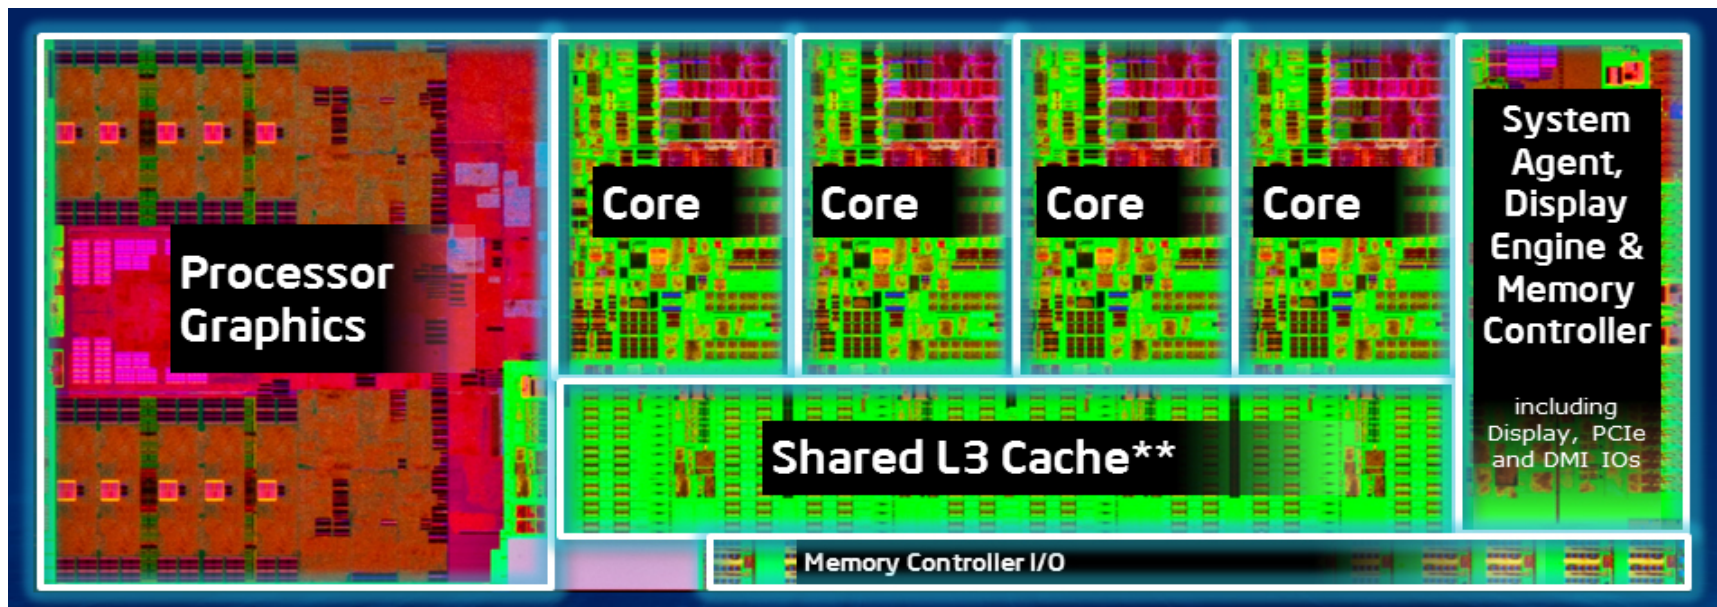 Processor
Graphics
Core
Core
Core
Core
System
Agent,
Display
Engine &
Memory
Controller
including
Display, PCIe
and DMI IOs
Shared L3 Cache**
Memory Controller I/O